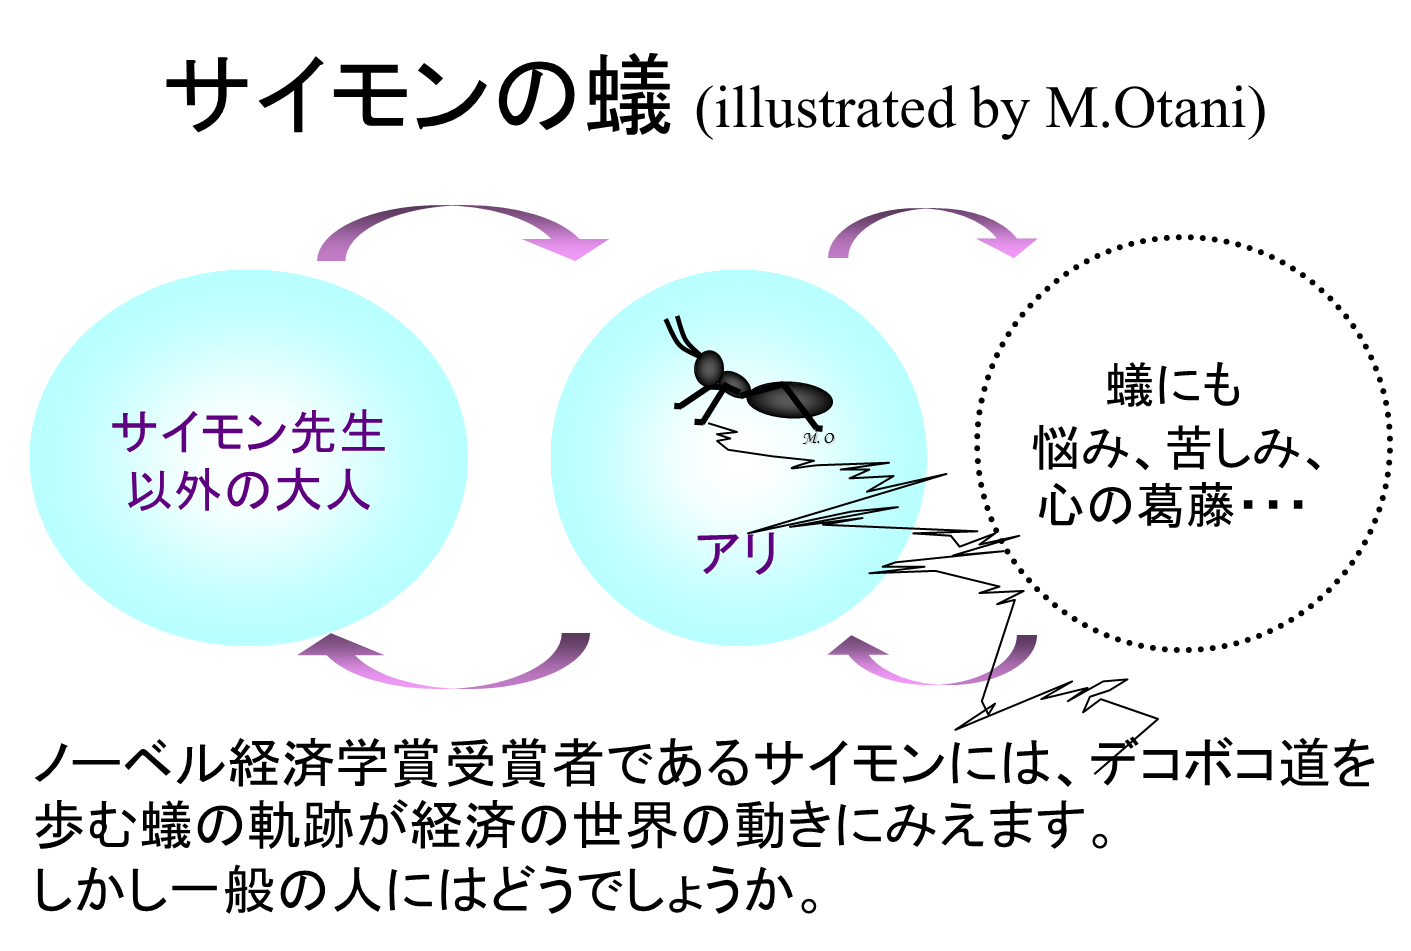 サイモンの蟻 (illustrated by M.Otani)
サイモン先生
以外の大人
M. O
アリ
蟻にも
悩み、苦しみ、
心の葛藤・・・
ノーベル経済学賞受賞者であるサイモンには、デコボコ道を
歩む蟻の軌跡が経済の世界の動きにみえます。
しかし一般の人にはどうでしょうか。